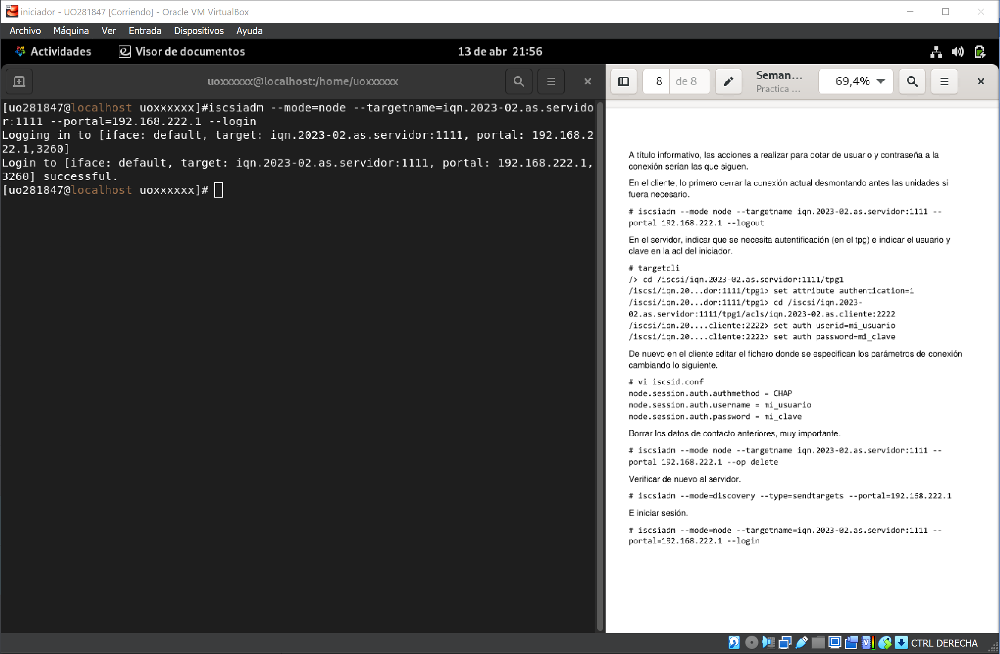 iniciador - UO281847 [Corriendo] - Oracle VM VirtualBox
Archivo Máquina Ver Entrada Dispositivos Ayuda
Actividades Visor de documentos 13 de abr 21:56
uoxxxxxx@localhost:/home/uoxxxxxx
[uo281847@localhost uoxxxxxx]#iscsiadm --mode=node --targetname=iqn.2023-02.as.servido
r:1111 --portal=192.168.222.1 --login
Logging in to [iface: default, target: iqn.2023-02.as.servidor:1111, portal: 192.168.2
22.1,3260]
Login to [iface: default, target: iqn.2023-02.as.servidor:1111, portal: 192.168.222.1,
3260] successful.
[uo281847@localhost uoxxxxxx]#
8 de 8 Seman... 69,4%
Practica ...
A título informativo, las acciones a realizar para dotar de usuario y contraseña a la
conexión serían las que siguen.
En el cliente, lo primero cerrar la conexión actual desmontando antes las unidades si
fuera necesario.
# iscsiadm --mode node --targetname iqn.2023-02.as.servidor:1111 --
portal 192.168.222.1 --logout
En el servidor, indicar que se necesita autentificación (en el tpg) e indicar el usuario y
clave en la acl del iniciador.
# targetcli
/> cd /iscsi/iqn.2023-02.as.servidor:1111/tpg1
/iscsi/iqn.20...dor:1111/tpg1> set attribute authentication=1
/iscsi/iqn.20...dor:1111/tpg1> cd /iscsi/iqn.2023-
02.as.servidor:1111/tpg1/acls/iqn.2023-02.as.cliente:2222
/iscsi/iqn.20....cliente:2222> set auth userid=mi_usuario
/iscsi/iqn.20....cliente:2222> set auth password=mi_clave
De nuevo en el cliente editar el fichero donde se especifican los parámetros de conexión
cambiando lo siguiente.
# vi iscsid.conf
node.session.auth.authmethod = CHAP
node.session.auth.username = mi_usuario
node.session.auth.password = mi_clave
Borrar los datos de contacto anteriores, muy importante.
# iscsiadm --mode node --targetname iqn.2023-02.as.servidor:1111 --
portal 192.168.222.1 --op delete
Verificar de nuevo al servidor.
# iscsiadm --mode=discovery --type=sendtargets --portal=192.168.222.1
E iniciar sesión.
# iscsiadm --mode=node --targetname=iqn.2023-02.as.servidor:1111 --
portal=192.168.222.1 --login
CTRL DERECHA